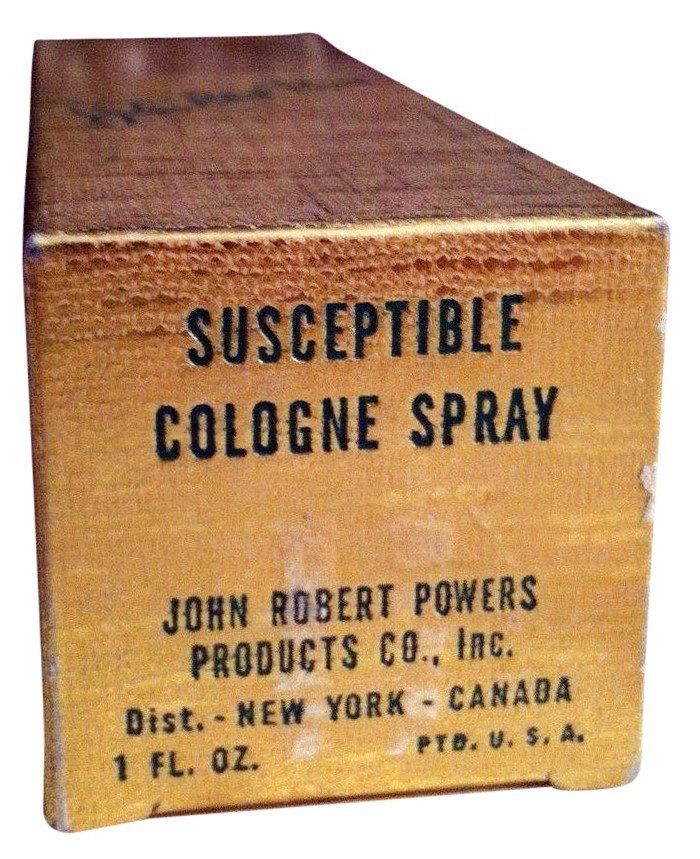 SUSCEPTIBLE
COLOGNE SPRAY
JOHN ROBERT POWERS
PRODUCTS CO., Inc.
Dist. - NEW YORK - CANADA
1 FL. OZ. PTD. U. S. A.